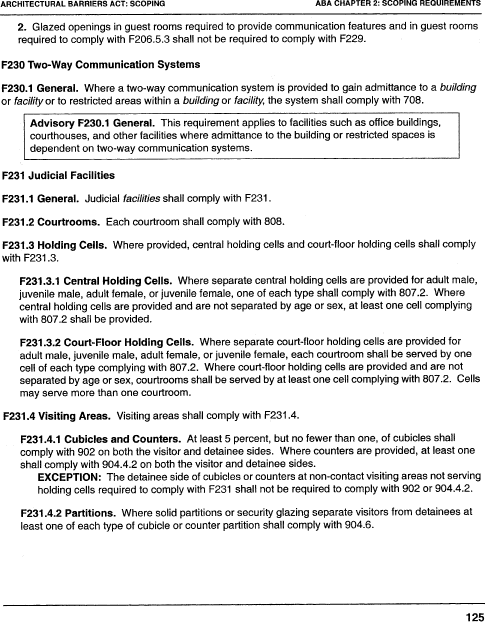 ARCHITECTURAL BARRIERS ACT: SCOPING
ABA CHAPTER 2: SCOPING REQUIREMENTS
2. Glazed openings in guest rooms required to provide communication features and in guest rooms
required to comply with F206.5.3 shall not be required to comply with F229.
F230 Two-Way Communication Systems
F230.1 General. Where a two-way communication system is provided to gain admittance to a building
or facility or to restricted areas within a building or facility, the system shall comply with 708.
Advisory F230.1 General. This requirement applies to facilities such as office buildings,
courthouses, and other facilities where admittance to the building or restricted spaces is
dependent on two-way communication systems.
F231 Judicial Facilities
F231.1 General. Judicial facilities shall comply with F231.
F231.2 Courtrooms. Each courtroom shall comply with 808.
F231.3 Holding Cells. Where provided, central holding cells and court-floor holding cells shall comply
with F231.3.
F231.3.1 Central Holding Cells. Where separate central holding cells are provided for adult male,
juvenile male, adult female, or juvenile female, one of each type shall comply with 807.2. Where
central holding cells are provided and are not separated by age or sex, at least one cell complying
with 807.2 shall be provided.
F231.3.2 Court-Floor Holding Cells. Where separate court-floor holding cells are provided for
adult male, juvenile male, adult female, or juvenile female, each courtroom shall be served by one
cell of each type complying with 807.2. Where court-floor holding cells are provided and are not
separated by age or sex, courtrooms shall be served by at least one cell complying with 807.2. Cells
may serve more than one courtroom.
F231.4 Visiting Areas. Visiting areas shall comply with F231.4.
F231.4.1 Cubicles and Counters. At least 5 percent, but no fewer than one, of cubicles shall
comply with 902 on both the visitor and detainee sides. Where counters are provided, at least one
shall comply with 904.4.2 on both the visitor and detainee sides.
EXCEPTION: The detainee side of cubicles or counters at non-contact visiting areas not serving
holding cells required to comply with F231 shall not be required to comply with 902 or 904.4.2.
F231.4.2 Partitions. Where solid partitions or security glazing separate visitors from detainees at
least one of each type of cubicle or counter partition shall comply with 904.6.
125